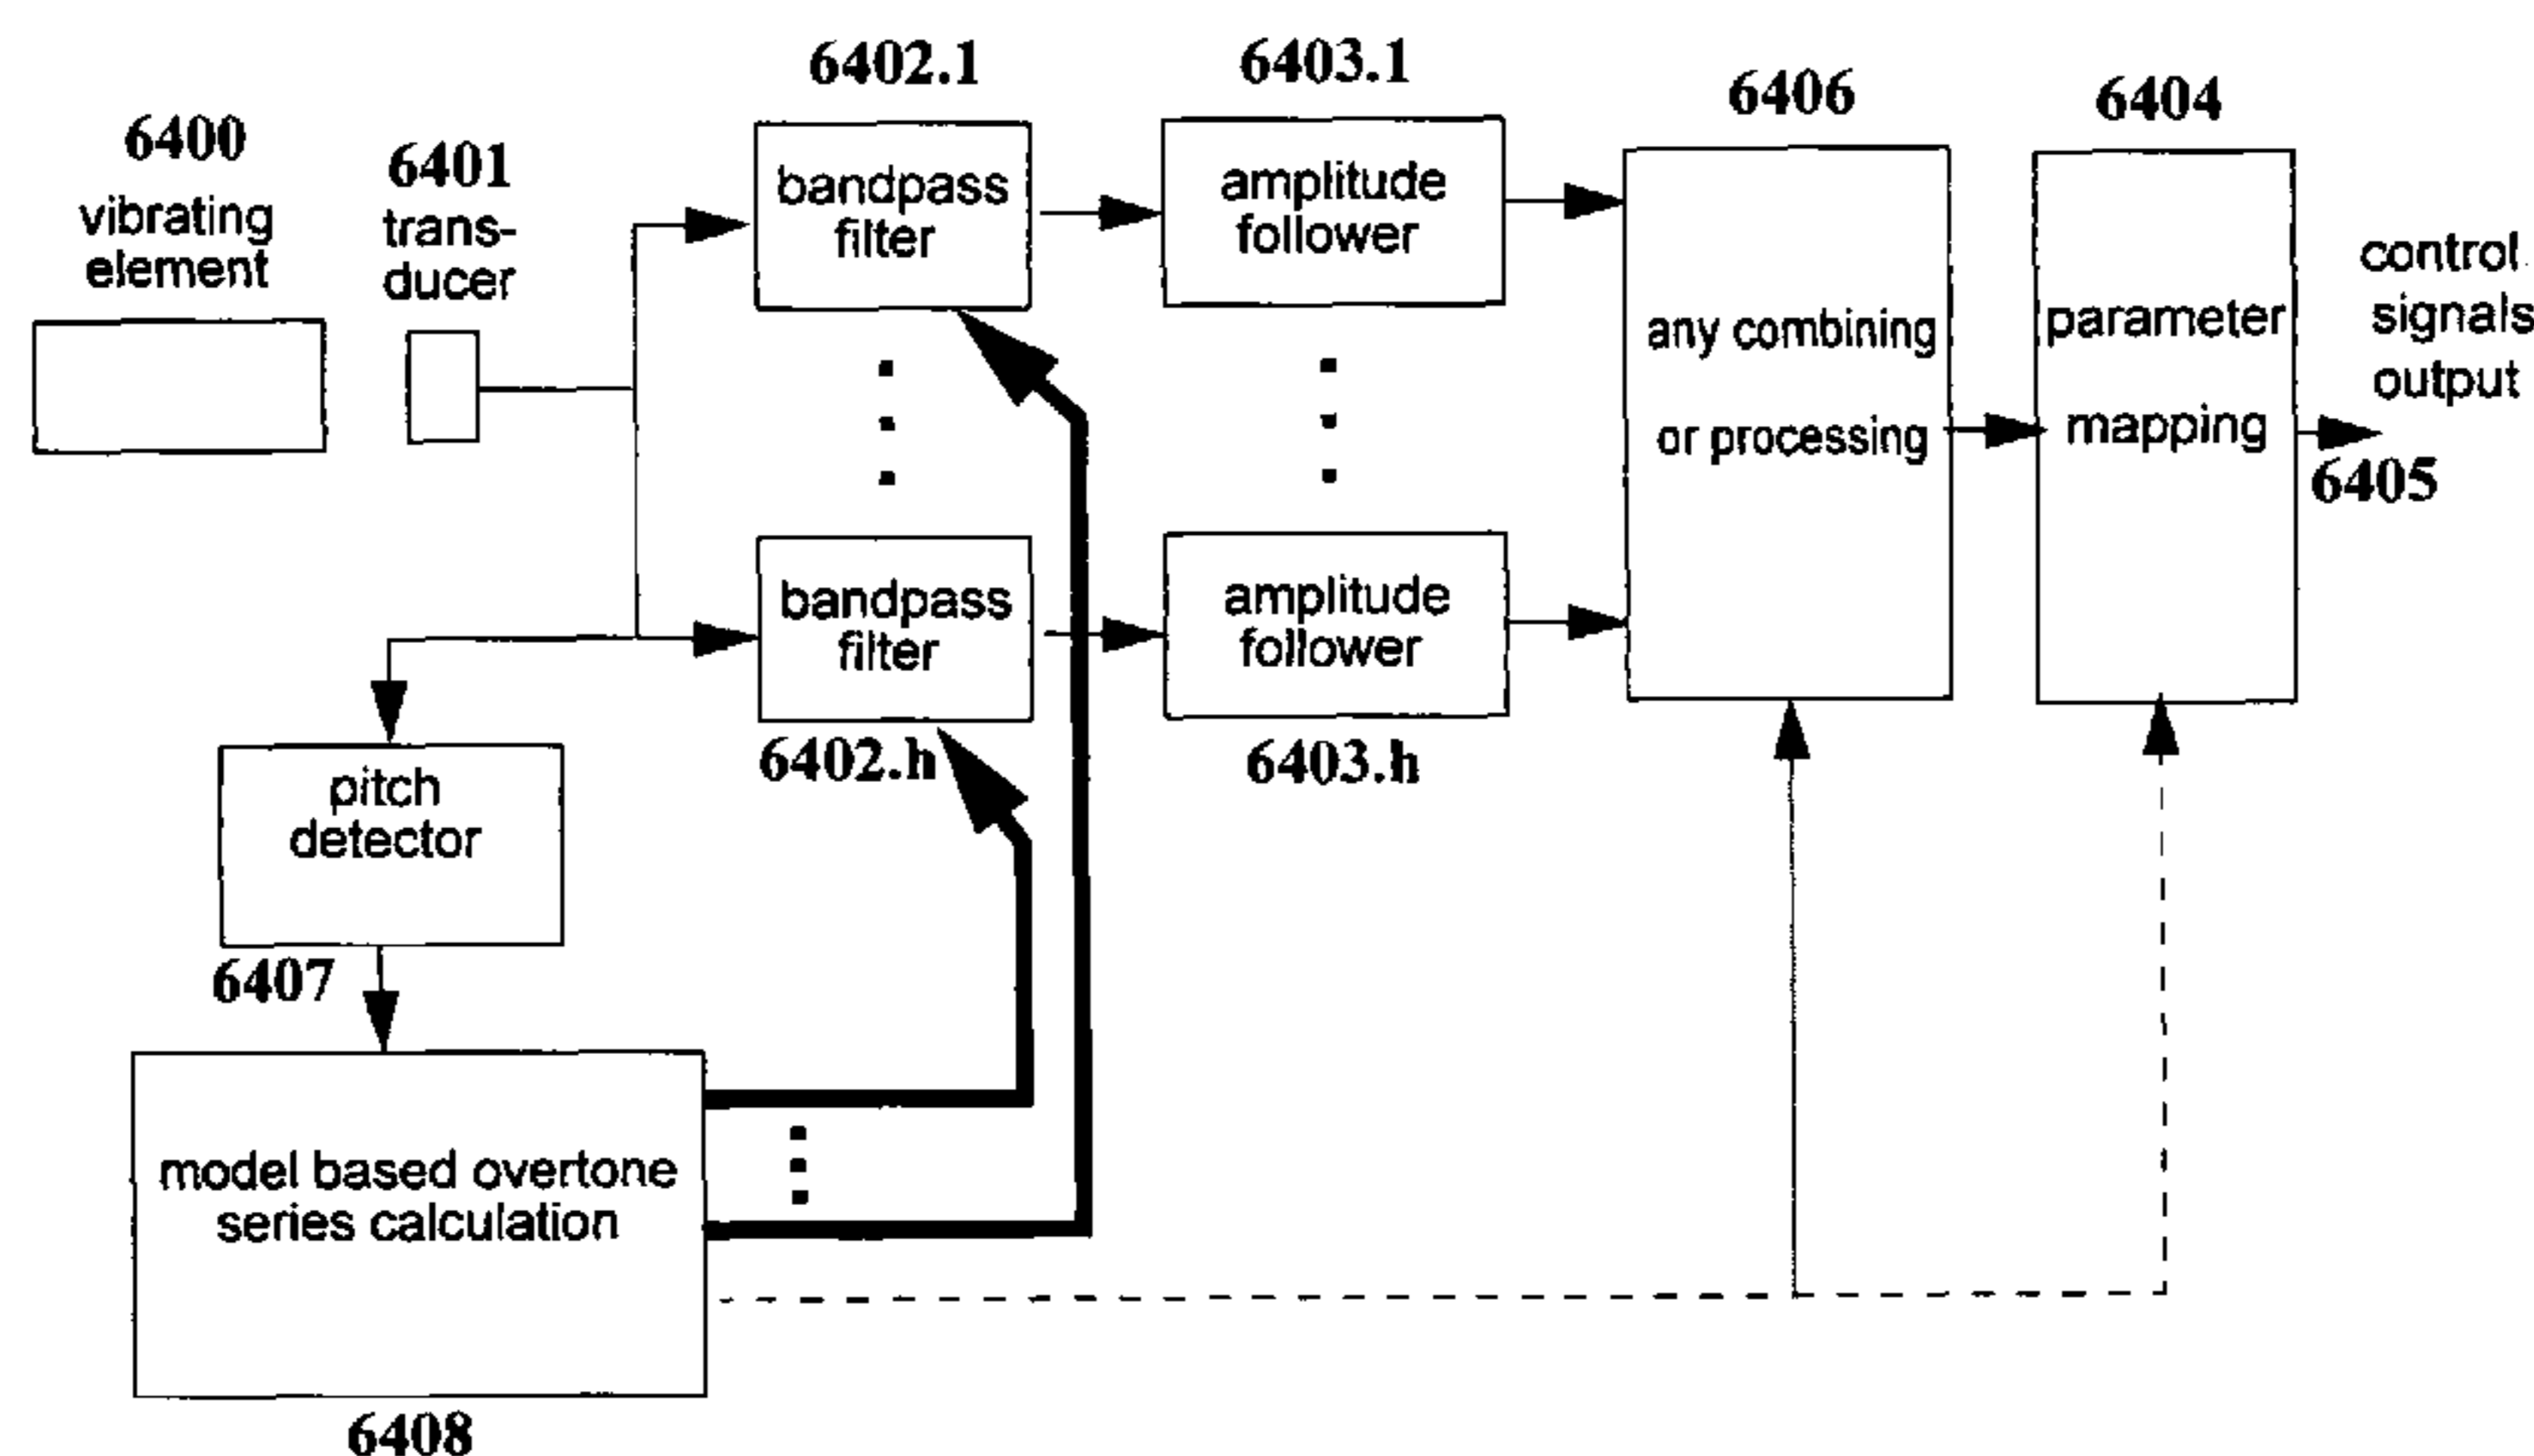 6400
vibrating
element
6401
trans-
ducer
6402.1
bandpass
filter
6403.1
amplitude
follower
6406
any combining
or processing
6404
parameter
mapping
control
signals
output
6405
bandpass
filter
6402.h
amplitude
follower
6403.h
pitch
detector
6407
model based overtone
series calculation
6408